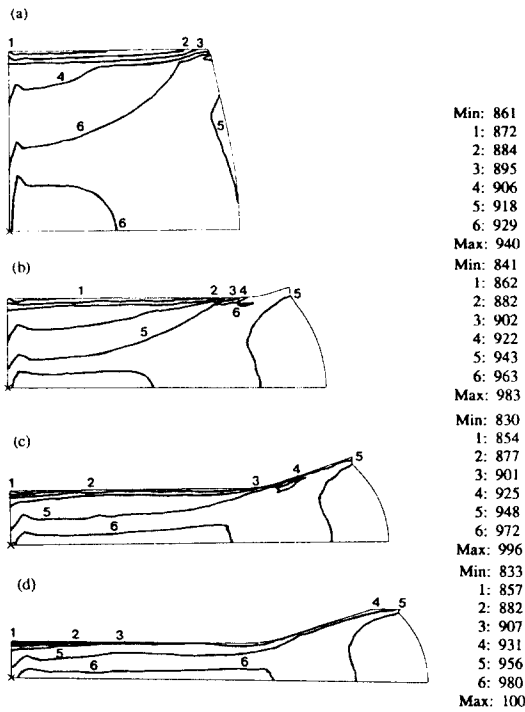 (a)
1 2 3
4
6
5
6
Min: 861
1: 872
2: 884
3: 895
4: 906
5: 918
6: 929
Max: 940
(b)
1 2 3 4 5
6
5
Min: 841
1: 862
2: 882
3: 902
4: 922
5: 943
6: 963
Max: 983
(c)
1 2 3 4 5
5
6
Min: 830
1: 854
2: 877
3: 901
4: 925
5: 948
6: 972
Max: 996
(d)
1 2 3 4 5
5
6 6
Min: 833
1: 857
2: 882
3: 907
4: 931
5: 956
6: 980
Max: 100